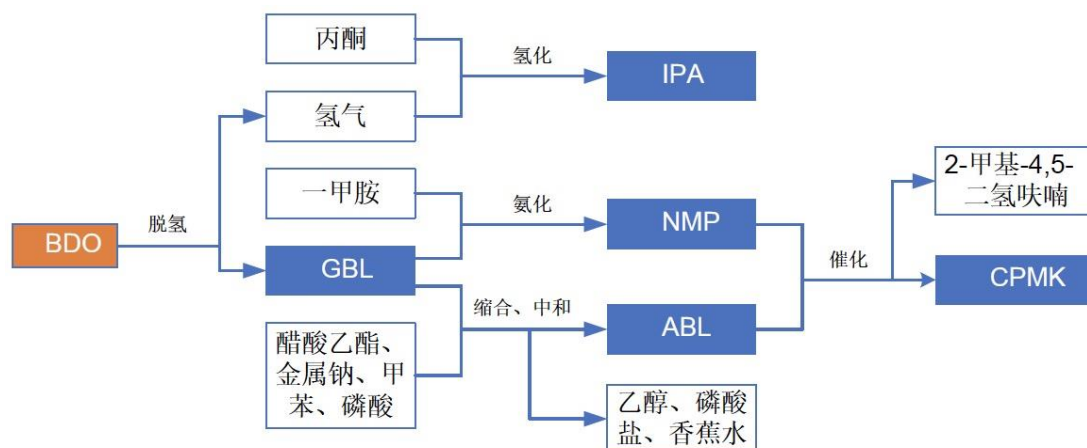 丙酮
氢化
IPA
氢气
2-甲基-4,5-
二氢呋喃
一甲胺
脱氢
氨化
NMP
BDO
GBL
催化
CPMK
缩合、中和
ABL
醋酸乙酯、
金属钠、甲
苯、磷酸
乙醇、磷酸
盐、香蕉水